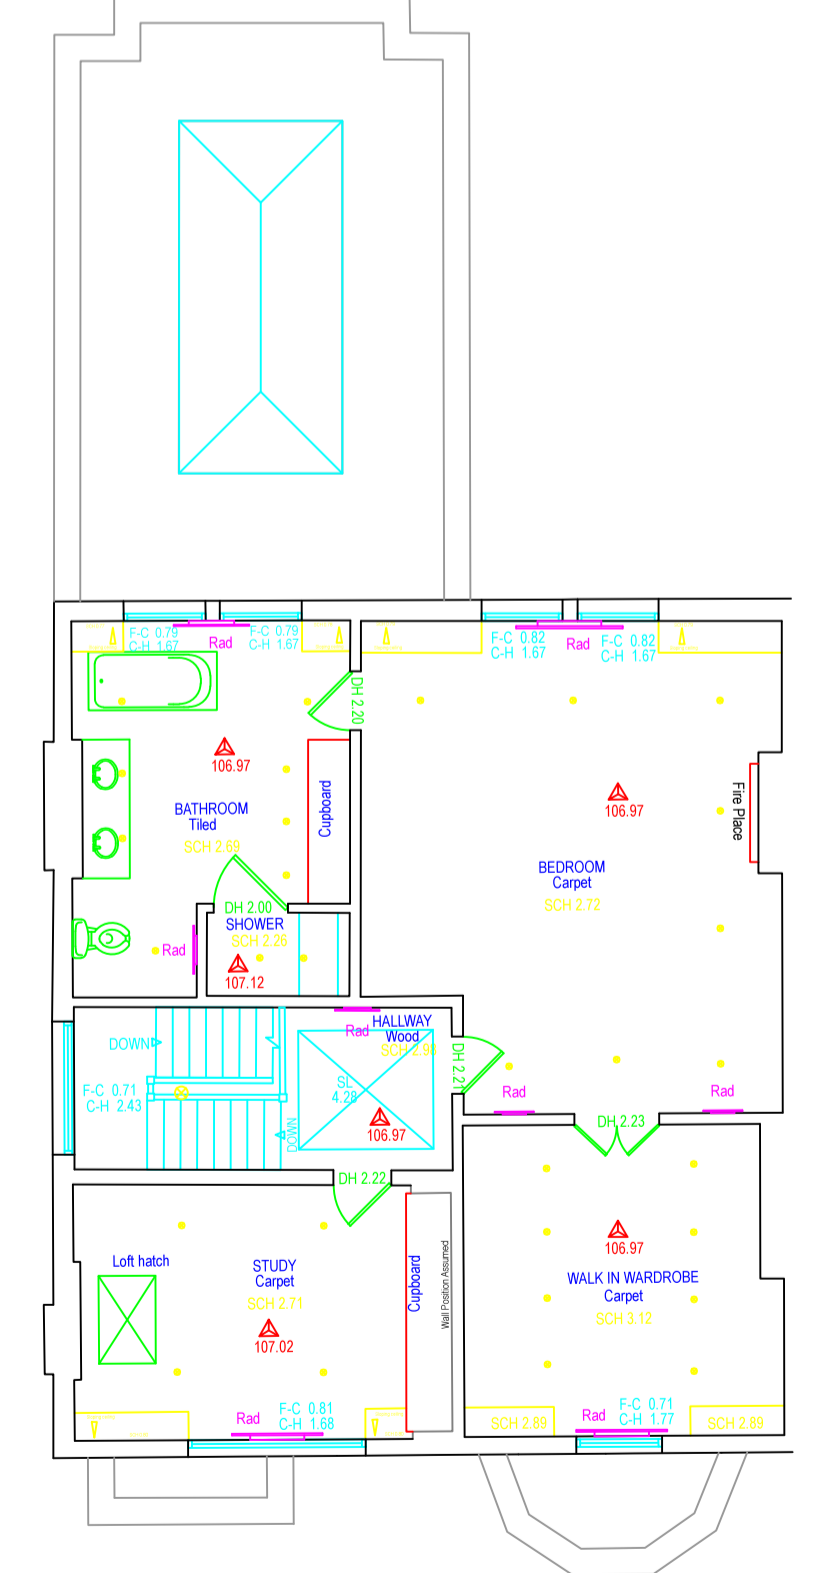 F-C 0.79
C-H 1.67
Rad
F-C 0.79
C-H 1.67
F-C 0.82
C-H 1.67
Rad
F-C 0.82
C-H 1.67
DH 2.20
106.97
BATHROOM
Tiled
SCH 2.69
Cupboard
106.97
Fire Place
BEDROOM
Carpet
SCH 2.72
DH 2.00
SHOWER
SCH 2.26
Rad
107.12
HALLWAY
Rad
Wood
DOWN
DH 2.21
F-C 0.71
C-H 2.43
SL
4.28
106.97
DOWN
Rad
Rad
DH 2.23
DH 2.22
Loft hatch
STUDY
Carpet
SCH 2.71
107.02
Cupboard
Wall Position Assumed
106.97
WALK IN WARDROBE
Carpet
SCH 3.12
Rad
F-C 0.81
C-H 1.68
SCH 2.89
Rad
F-C 0.71
C-H 1.77
SCH 2.89